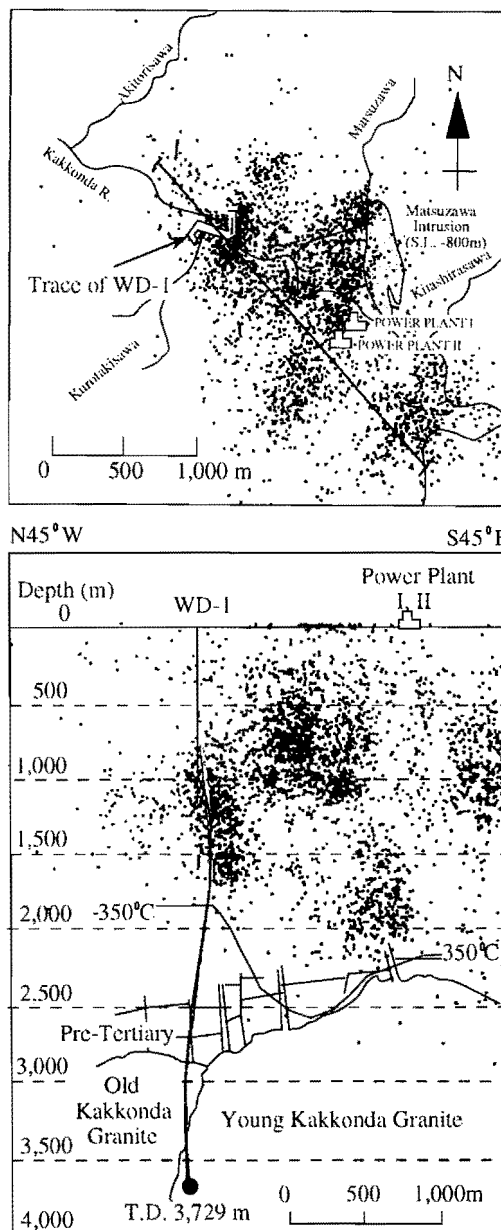 Akitorisawa
Matsuzawa
N
Kakkonda R.
Matsuzawa
Intrusion
(S.L. -800m)
Kitashirasawa
Trace of WD-1
POWER PLANT I
POWER PLANT II
Kurotakisawa
0 500 1,000 m
N45°W S45°E
Depth (m) Power Plant
0 WD-1 I II
500
1,000
1,500
2,000
-350°C
350°C
2,500
Pre-Tertiary
3,000
Old
Kakkonda
Granite
Young Kakkonda Granite
3,500
T.D. 3,729 m
0 500 1,000m
4,000